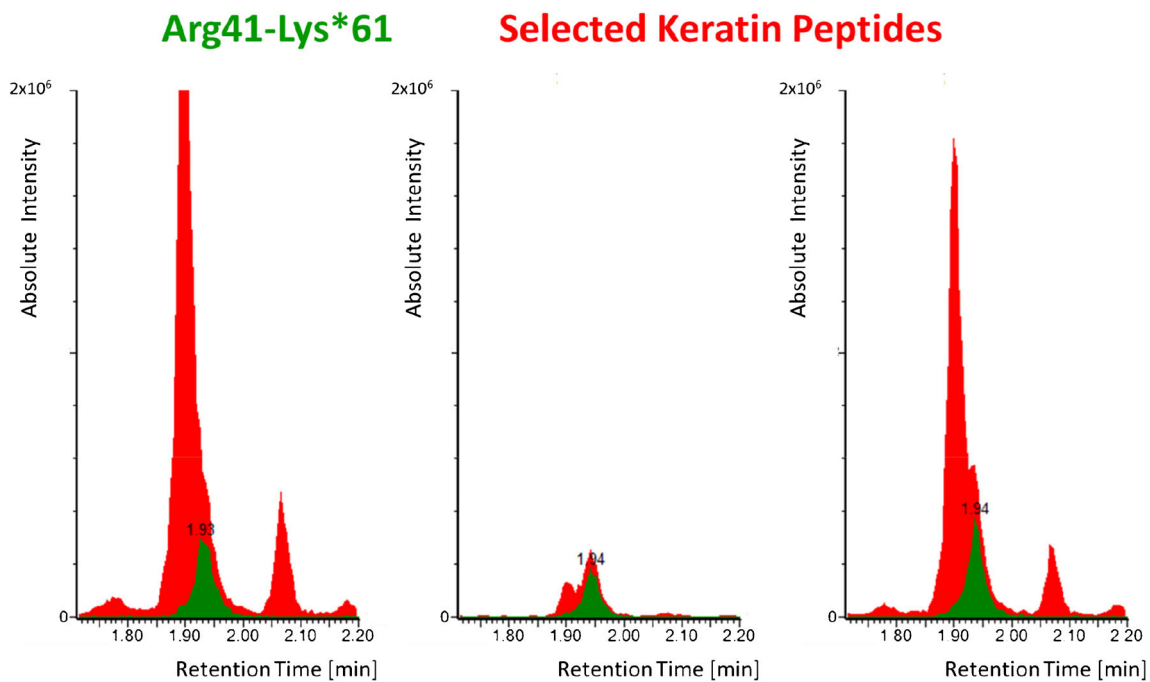 Arg41-Lys*61 Selected Keratin Peptides
2x10⁶
Absolute Intensity
1.93
0
1.80 1.90 2.00 2.10 2.20
Retention Time [min]
2x10⁶
Absolute Intensity
1.94
0
1.80 1.90 2.00 2.10 2.20
Retention Time [min]
2x10⁶
Absolute Intensity
1.94
0
1 80 1.90 2 00 2 10 2 20
Retention Time [min]